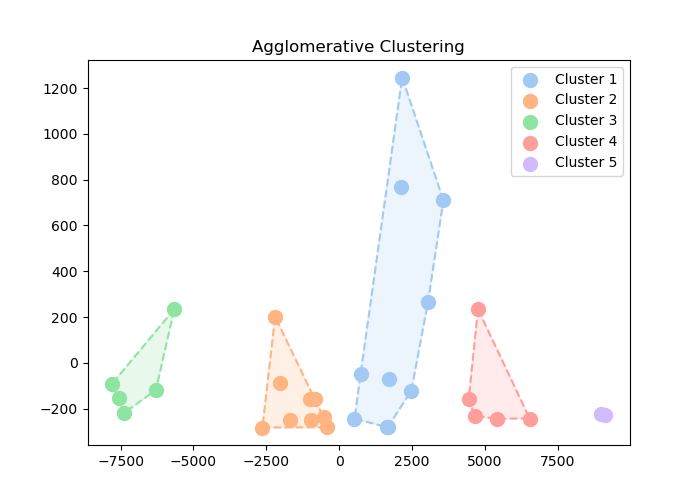 Agglomerative Clustering
Cluster 1
Cluster 2
Cluster 3
Cluster 4
Cluster 5
1200
1000
800
600
400
200
0
−200
−7500 −5000 −2500 0 2500 5000 7500